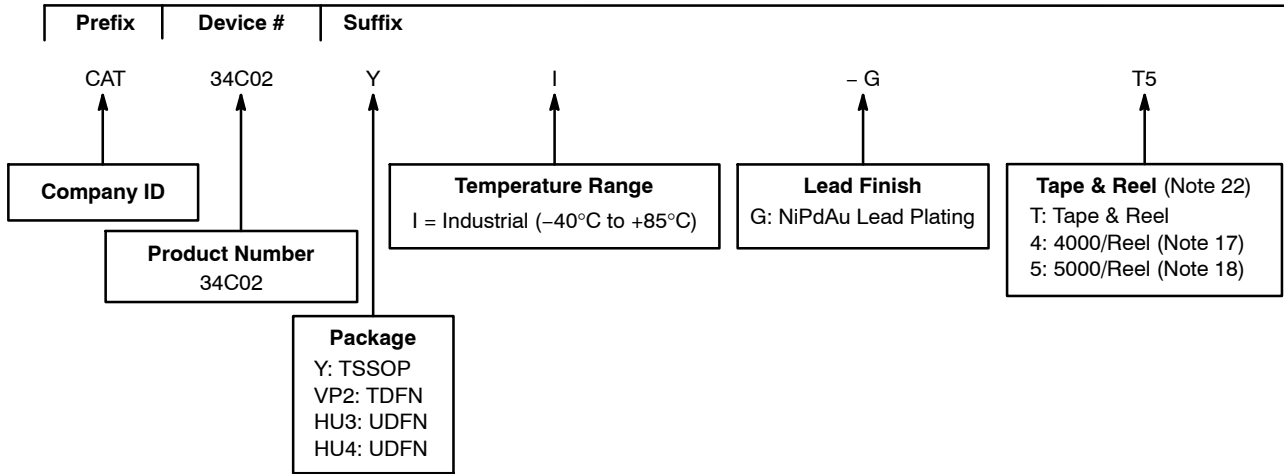 Prefix Device # Suffix
CAT 34C02 Y I – G T5
Company ID
Product Number
34C02
Package
Y: TSSOP
VP2: TDFN
HU3: UDFN
HU4: UDFN
Temperature Range
I = Industrial (−40°C to +85°C)
Lead Finish
G: NiPdAu Lead Plating
Tape & Reel (Note 22)
T: Tape & Reel
4: 4000/Reel (Note 17)
5: 5000/Reel (Note 18)